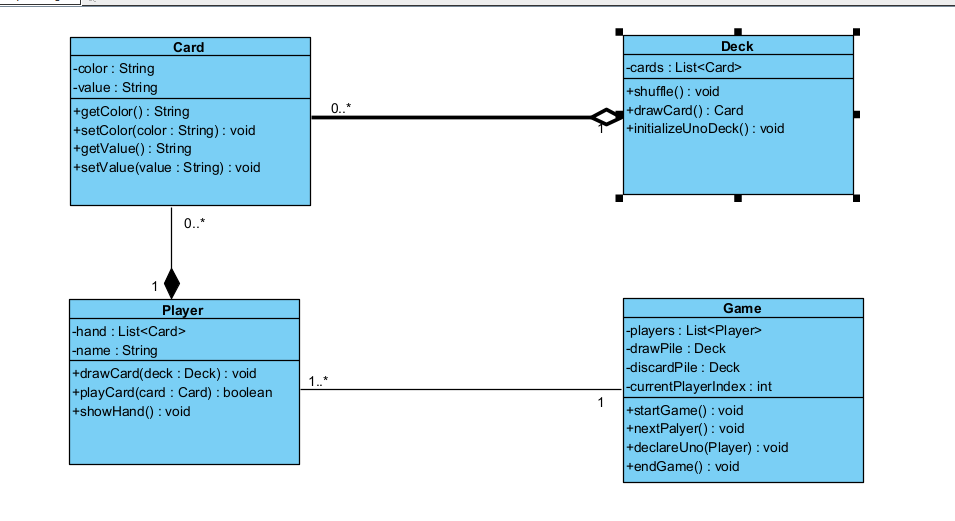 Card
-color : String
-value : String
+getColor() : String
+setColor(color : String) : void
+getValue() : String
+setValue(value : String) : void
0..*
1
Deck
-cards : List<Card>
+shuffle() : void
+drawCard() : Card
+initializeUnoDeck() : void
0..*
1
Player
-hand : List<Card>
-name : String
+drawCard(deck : Deck) : void
+playCard(card : Card) : boolean
+showHand() : void
1..*
1
Game
-players : List<Player>
-drawPile : Deck
-discardPile : Deck
-currentPlayerIndex : int
+startGame() : void
+nextPalyer() : void
+declareUno(Player) : void
+endGame() : void